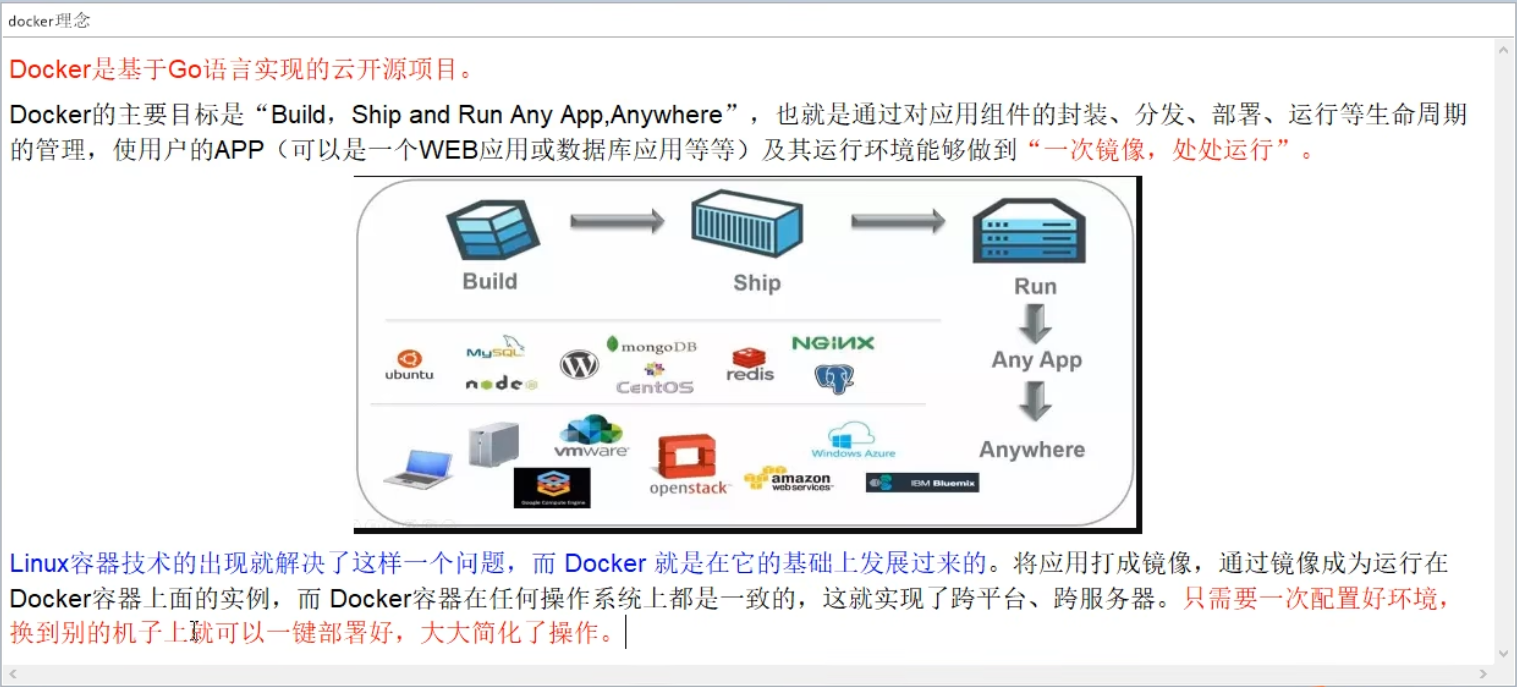 docker理念
Docker是基于Go语言实现的云开源项目。
Docker的主要目标是“Build，Ship and Run Any App,Anywhere”，也就是通过对应用组件的封装、分发、部署、运行等生命周期
的管理，使用户的APP（可以是一个WEB应用或数据库应用等等）及其运行环境能够做到“一次镜像，处处运行”。
Build
Ship
Run
Any App
Anywhere
ubuntu
MySQL
node
mongoDB
CentOS
redis
NGINX
vmware
Google Compute Engine
openstack
amazon
webservices
Windows Azure
IBM Bluemix
Linux容器技术的出现就解决了这样一个问题，而 Docker 就是在它的基础上发展过来的。将应用打成镜像，通过镜像成为运行在
Docker容器上面的实例，而 Docker容器在任何操作系统上都是一致的，这就实现了跨平台、跨服务器。只需要一次配置好环境，
换到别的机子上就可以一键部署好，大大简化了操作。